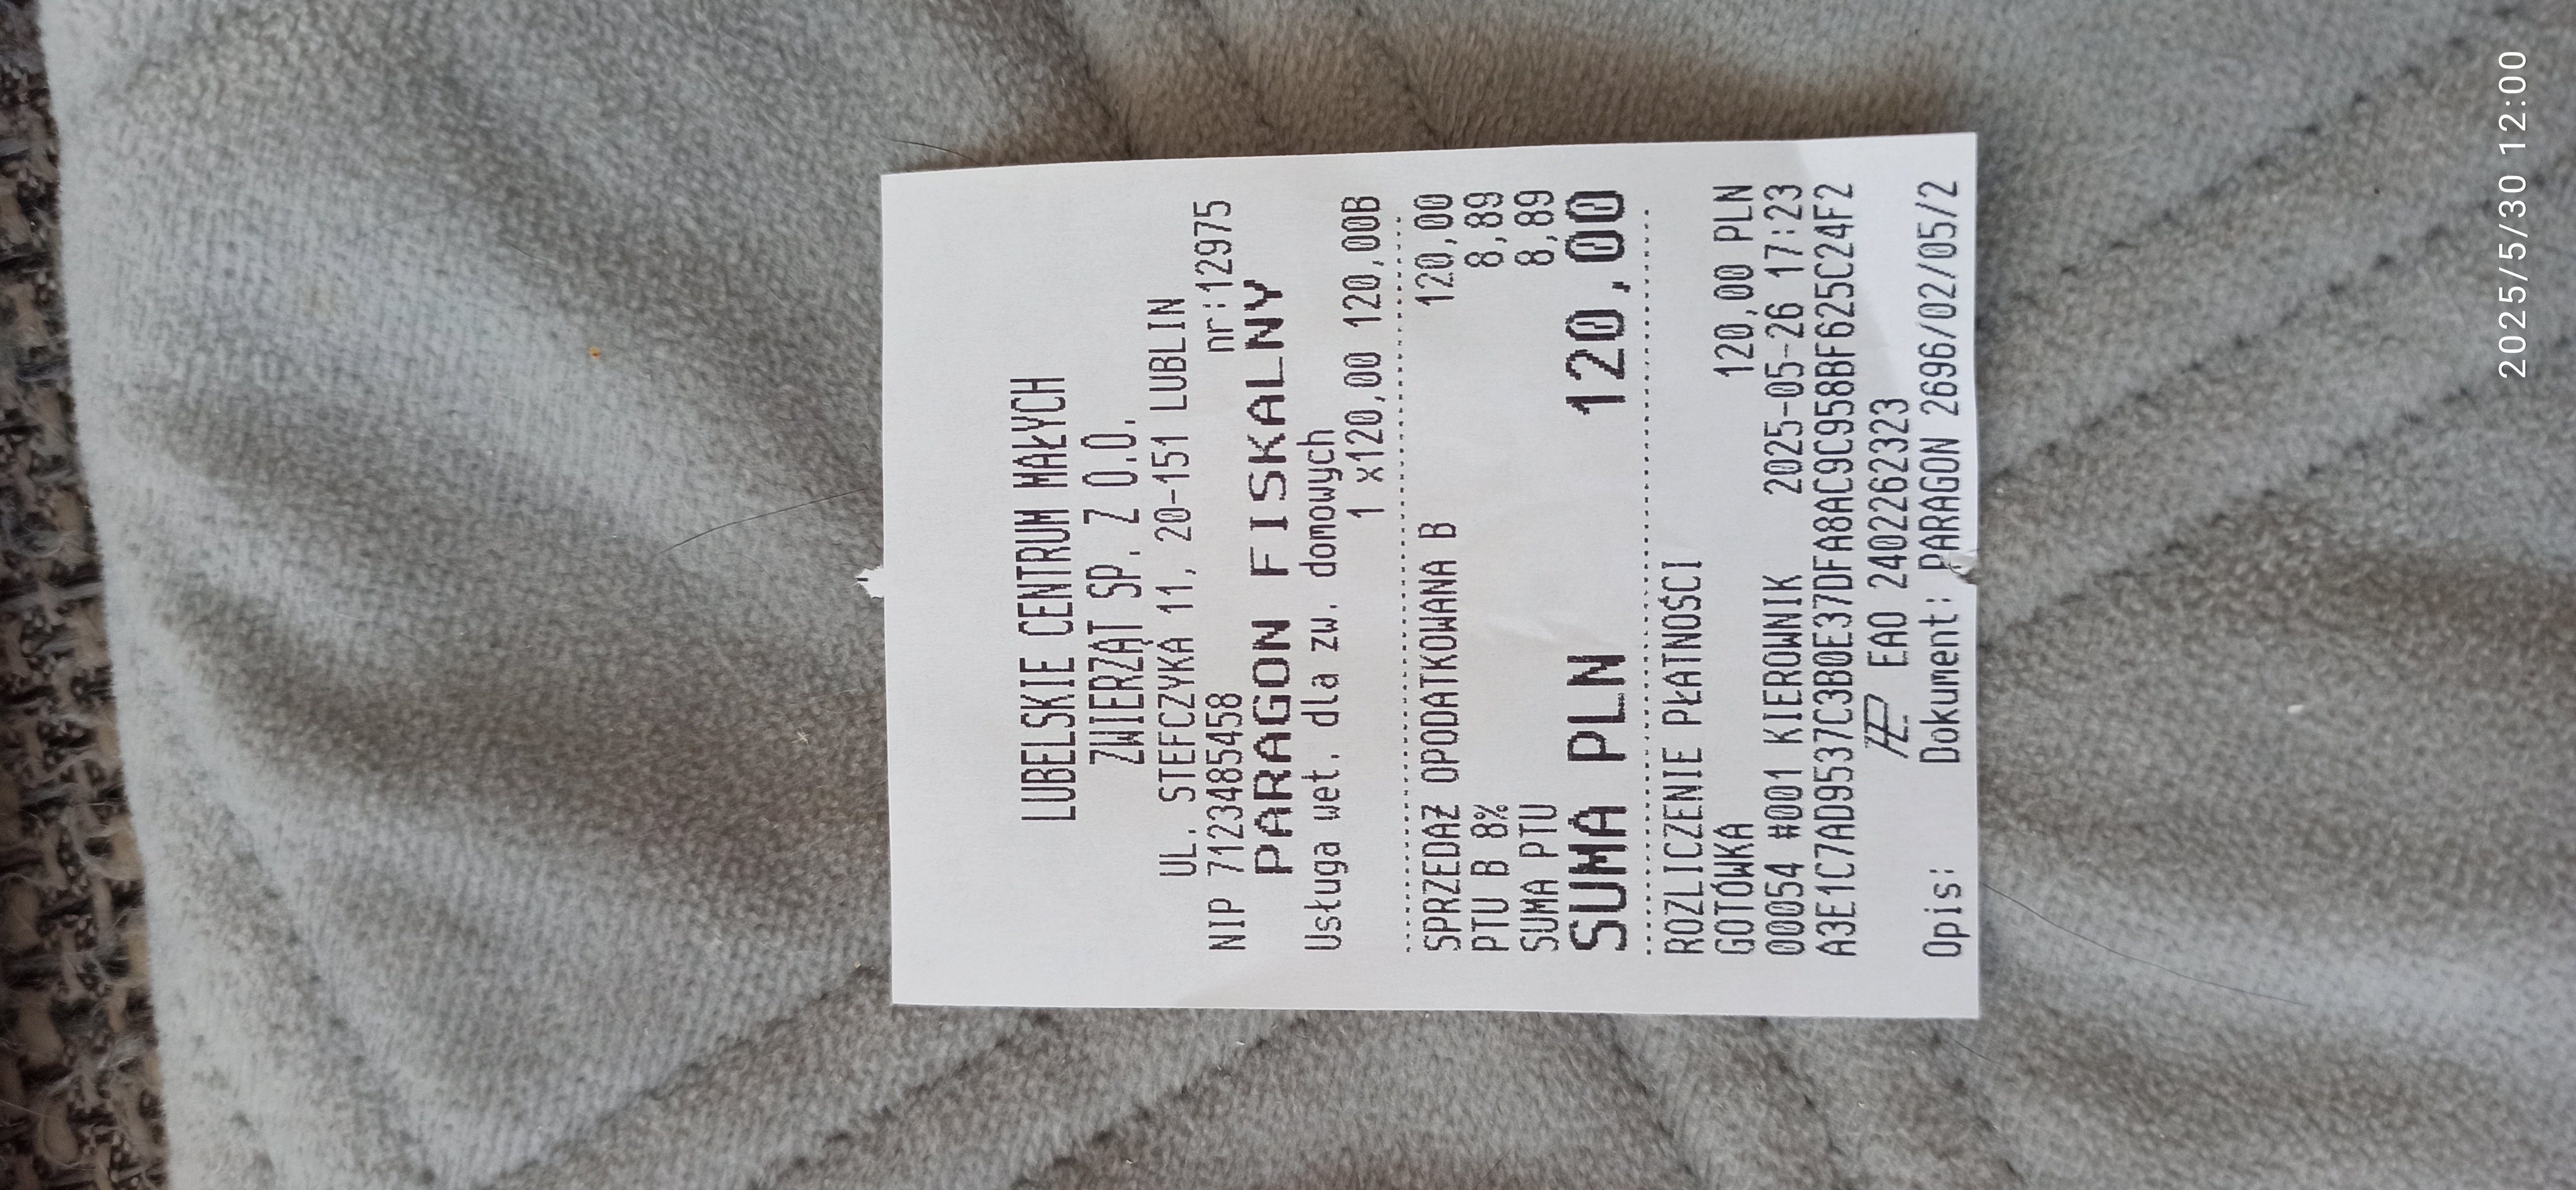 LUBELSKIE CENTRUM MAŁYCH
ZWIERZĄT SP. Z O.O.
UL. STEFCZYKA 11, 20-151 LUBLIN
NIP 7123485458 nr:12975
PARAGON FISKALNY
Usługa wet. dla zw. domowych
1 x120,00 120,00B
SPRZEDAŻ OPODATKOWANA B 120,00
PTU B 8% 8,89
SUMA PTU 8,89
SUMA PLN 120,00
ROZLICZENIE PŁATNOŚCI
GOTÓWKA 120,00 PLN
00054 #001 KIEROWNIK 2025-05-26 17:23
A3E1C7AD9537C3B0E37DFA8AC9C958BF625C24F2
EAO 2402262323
Opis: Dokument: PARAGON 2696/02/05/2
2025/5/30 12:00